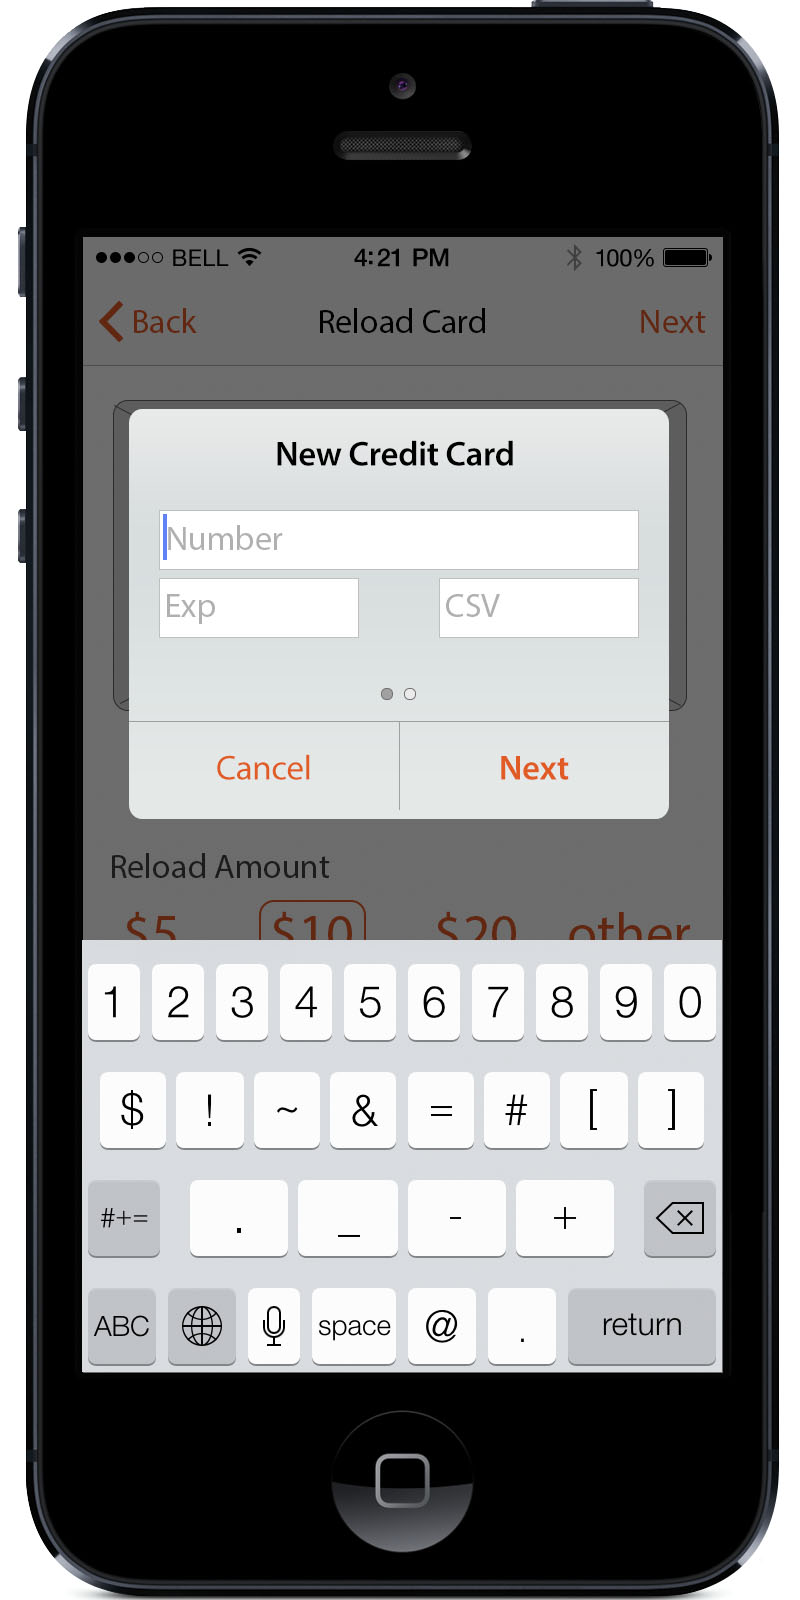 BELL 4:21 PM 100%
Back Reload Card Next
New Credit Card
Number
Exp CSV
Cancel Next
Reload Amount
$5 $10 $20 other
1 2 3 4 5 6 7 8 9 0
$ ! ~ & = # [ ]
#+= . _ - +
ABC space @ . return